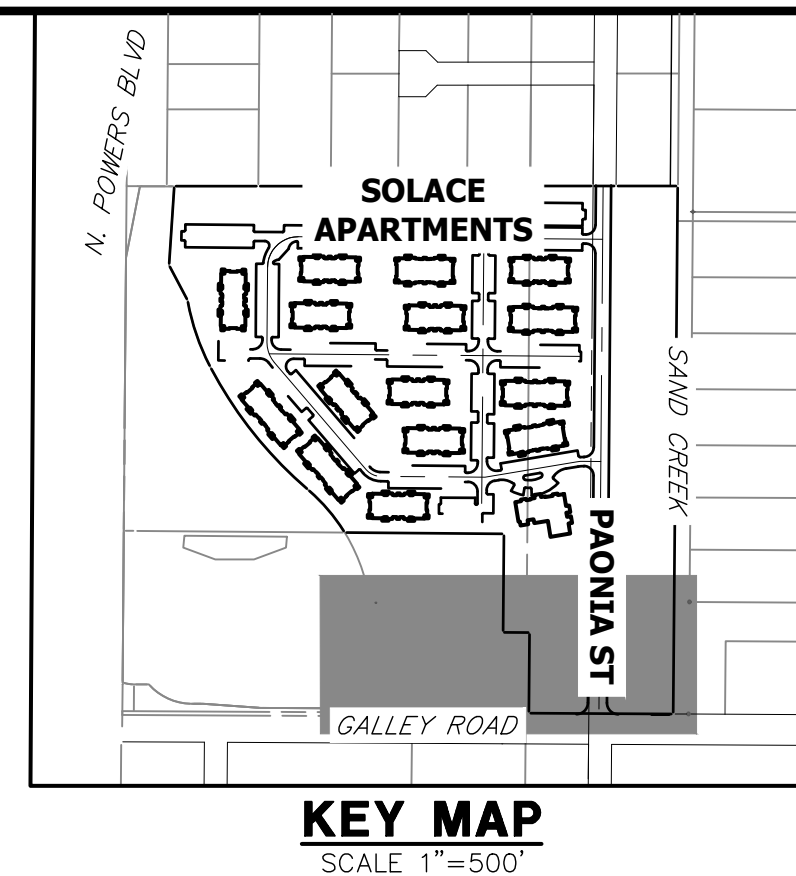 N. POWERS BLVD
SOLACE
APARTMENTS
SAND CREEK
PAONIA ST
GALLEY ROAD
KEY MAP
SCALE 1"=500'